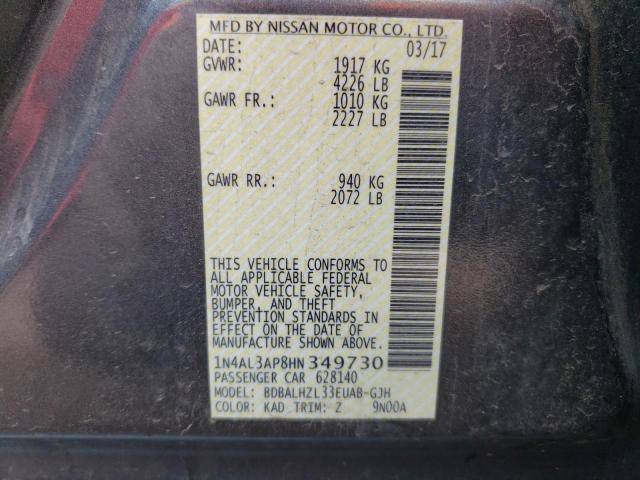 MFD BY NISSAN MOTOR CO., LTD.
DATE: 03/17
GVWR: 1917 KG
4226 LB
GAWR FR.: 1010 KG
2227 LB
GAWR RR.: 940 KG
2072 LB
THIS VEHICLE CONFORMS TO
ALL APPLICABLE FEDERAL
MOTOR VEHICLE SAFETY,
BUMPER, AND THEFT
PREVENTION STANDARDS IN
EFFECT ON THE DATE OF
MANUFACTURE SHOWN ABOVE.
1N4AL3AP8HN349730
PASSENGER CAR 628140
MODEL: BDBALHZL33EUAB-GJH
COLOR: KAD TRIM: Z 9N00A